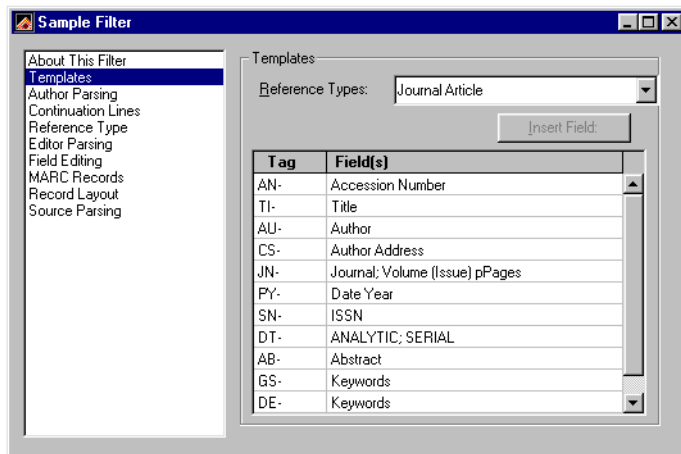 Sample Filter
About This Filter
Templates
Author Parsing
Continuation Lines
Reference Type
Editor Parsing
Field Editing
MARC Records
Record Layout
Source Parsing
Templates
Reference Types: Journal Article
Insert Field:
Tag Field(s)
AN- Accession Number
TI- Title
AU- Author
CS- Author Address
JN- Journal; Volume (Issue) pPages
PY- Date Year
SN- ISSN
DT- ANALYTIC; SERIAL
AB- Abstract
GS- Keywords
DE- Keywords